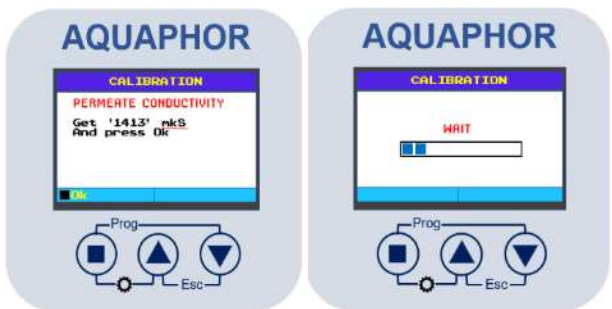 AQUAPHOR
CALIBRATION
PERMEATE CONDUCTIVITY
Get '1413' mkS
And press Ok
Ok
Prog
Esc
AQUAPHOR
CALIBRATION
WAIT
Prog
Esc